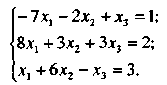 -7x₁ - 2x₂ + x₃ = 1;
8x₁ + 3x₂ + 3x₃ = 2;
x₁ + 6x₂ - x₃ = 3.